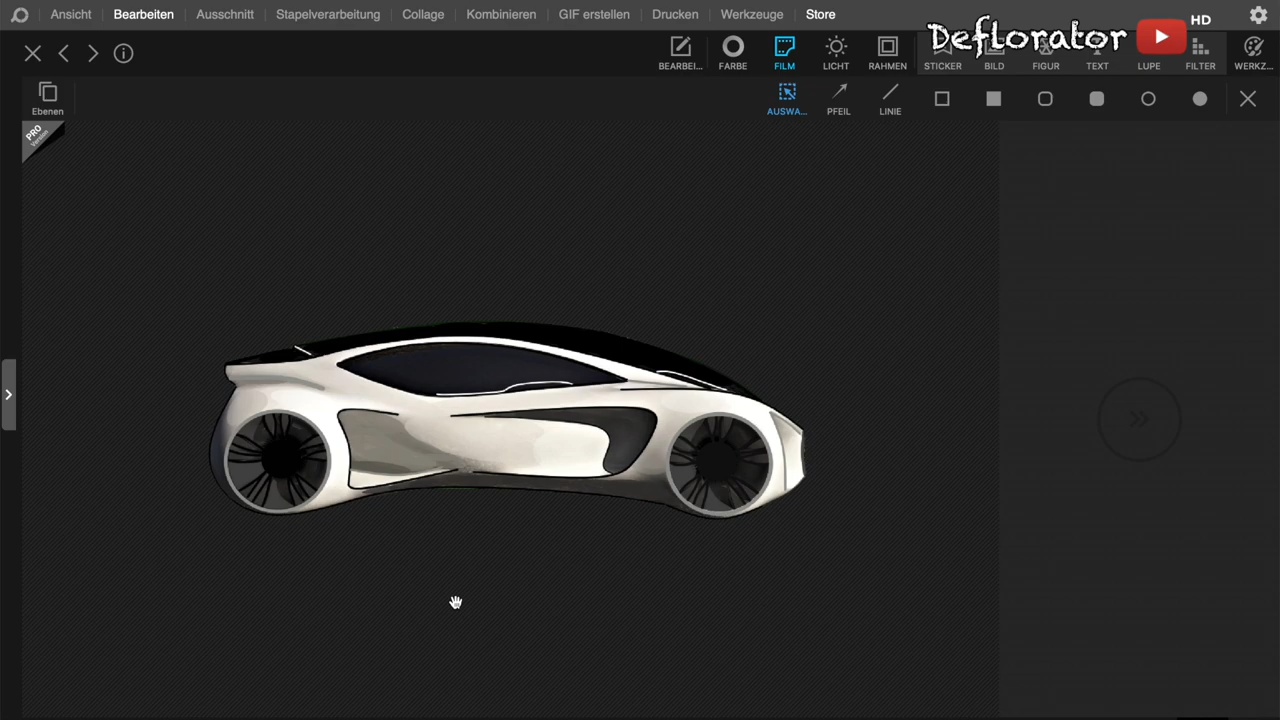 Ansicht Bearbeiten Ausschnitt Stapelverarbeitung Collage Kombinieren GIF erstellen Drucken Werkzeuge Store
Deflorator HD
BEARBEI... FARBE FILM LICHT RAHMEN STICKER BILD FIGUR TEXT LUPE FILTER WERKZ...
Ebenen AUSWA... PFEIL LINIE
PRO
Version